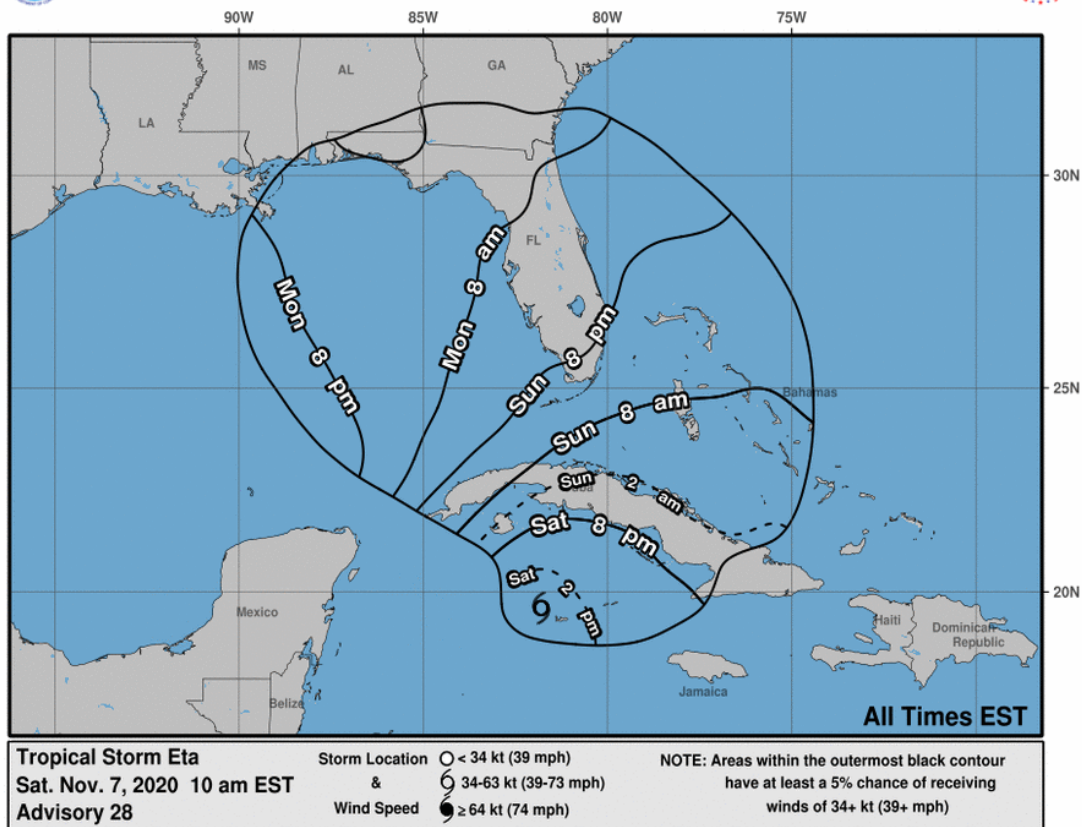 90W 85W 80W 75W
MS AL GA
LA
30N
FL
Mon 8 am
Mon 8 pm
Sun 8 pm
25N
Bahamas
Sun 8 am
Sun 2 am
Sat 8 pm
Sat 2 pm
20N
Mexico
Haiti
Dominican
Republic
Belize
Jamaica
All Times EST
Tropical Storm Eta
Sat. Nov. 7, 2020 10 am EST
Advisory 28
Storm Location
&
Wind Speed
< 34 kt (39 mph)
34-63 kt (39-73 mph)
≥ 64 kt (74 mph)
NOTE: Areas within the outermost black contour
have at least a 5% chance of receiving
winds of 34+ kt (39+ mph)